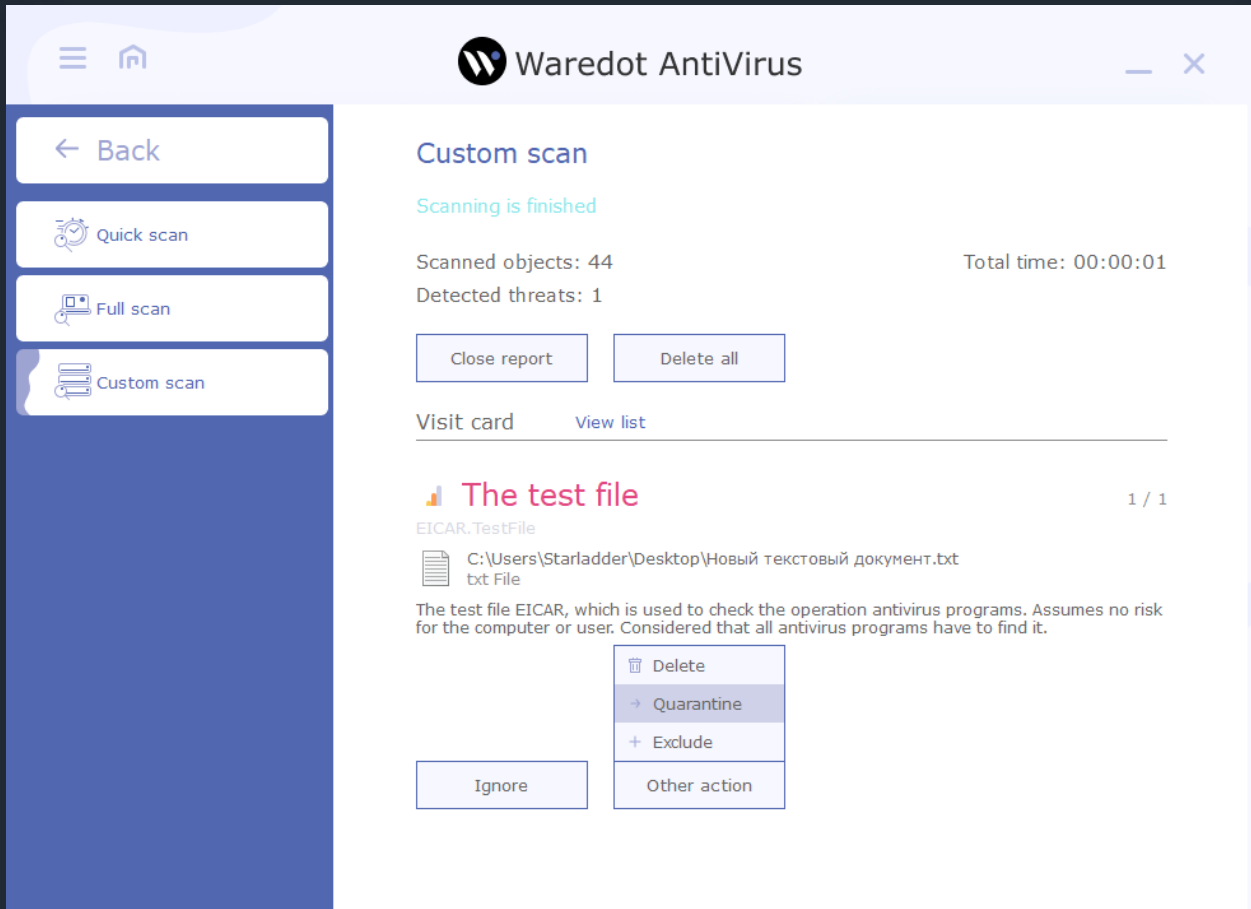 Waredot AntiVirus
Back
Quick scan
Full scan
Custom scan
Custom scan
Scanning is finished
Scanned objects: 44
Total time: 00:00:01
Detected threats: 1
Close report
Delete all
Visit card
View list
The test file
1 / 1
EICAR.TestFile
C:\Users\Starladder\Desktop\Новый текстовый документ.txt
txt File
The test file EICAR, which is used to check the operation antivirus programs. Assumes no risk
for the computer or user. Considered that all antivirus programs have to find it.
Delete
Quarantine
Exclude
Ignore
Other action